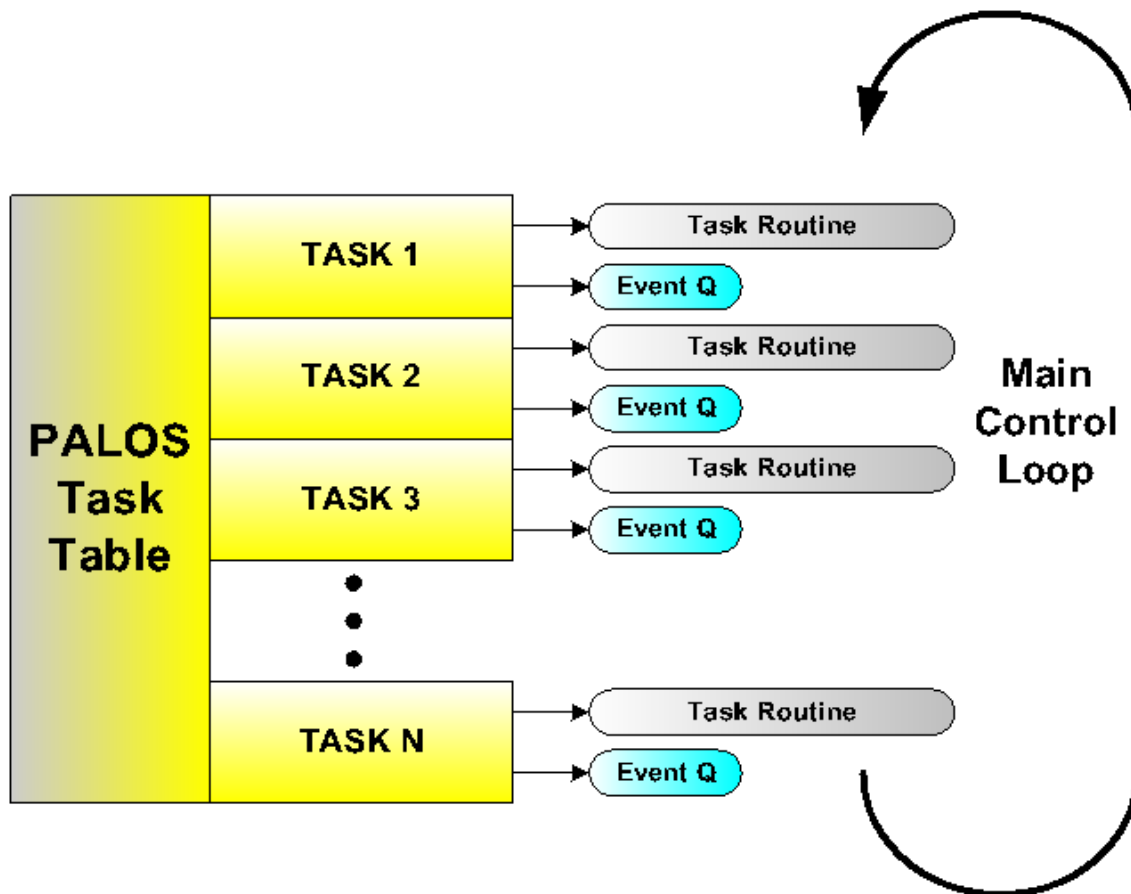 PALOS
Task
Table
TASK 1
Task Routine
Event Q
TASK 2
Task Routine
Event Q
TASK 3
Task Routine
Event Q
TASK N
Task Routine
Event Q
Main
Control
Loop